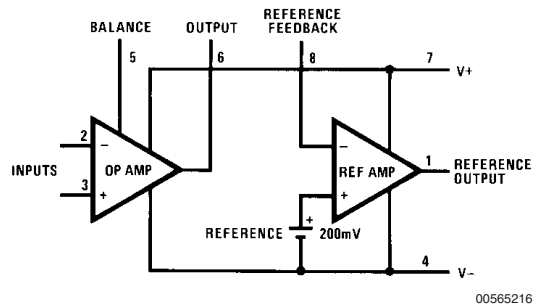 BALANCE
OUTPUT
REFERENCE
FEEDBACK
5
6
8
7
V+
2
−
INPUTS
OP AMP
3
+
−
REF AMP
+
1
REFERENCE
OUTPUT
REFERENCE
+
200mV
4
V−
00565216